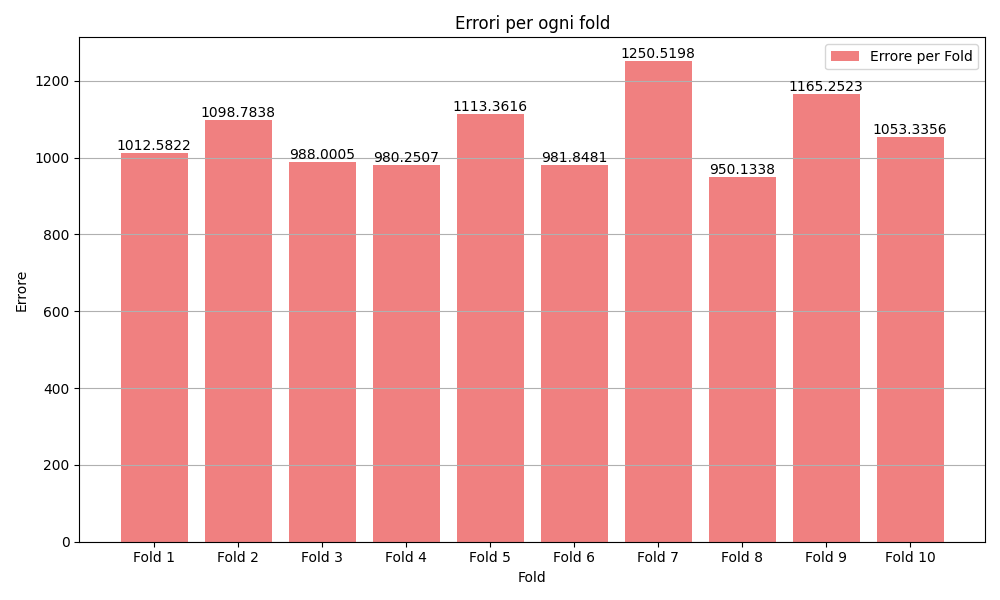 Errori per ogni fold
Errore per Fold
1012.5822
1098.7838
988.0005
980.2507
1113.3616
981.8481
1250.5198
950.1338
1165.2523
1053.3356
1200
1000
800
600
400
200
0
Errore
Fold 1
Fold 2
Fold 3
Fold 4
Fold 5
Fold 6
Fold 7
Fold 8
Fold 9
Fold 10
Fold